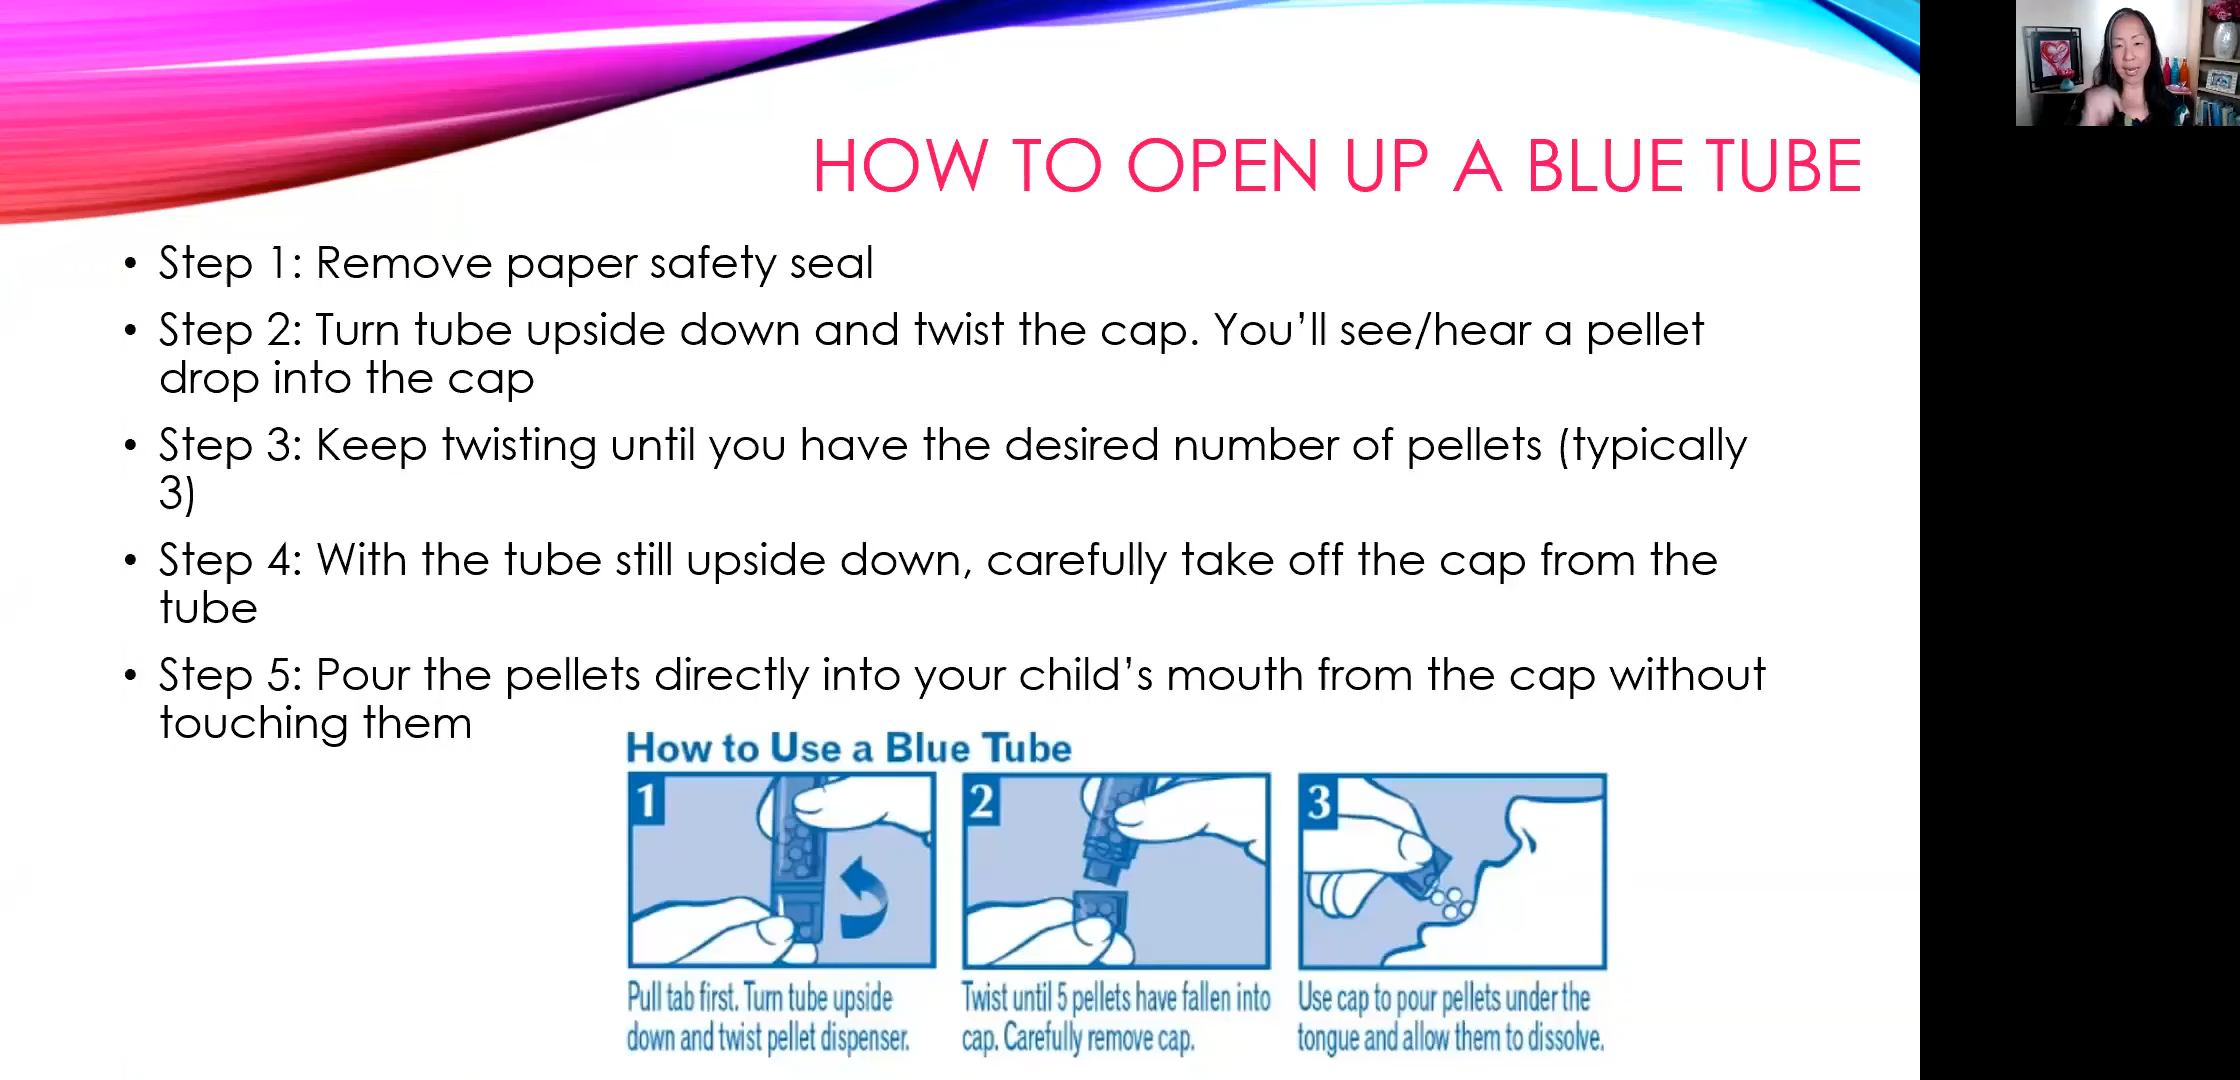 HOW TO OPEN UP A BLUE TUBE
• Step 1: Remove paper safety seal
• Step 2: Turn tube upside down and twist the cap. You’ll see/hear a pellet
drop into the cap
• Step 3: Keep twisting until you have the desired number of pellets (typically
3)
• Step 4: With the tube still upside down, carefully take off the cap from the
tube
• Step 5: Pour the pellets directly into your child’s mouth from the cap without
touching them
How to Use a Blue Tube
1
Pull tab first. Turn tube upside
down and twist pellet dispenser.
2
Twist until 5 pellets have fallen into
cap. Carefully remove cap.
3
Use cap to pour pellets under the
tongue and allow them to dissolve.